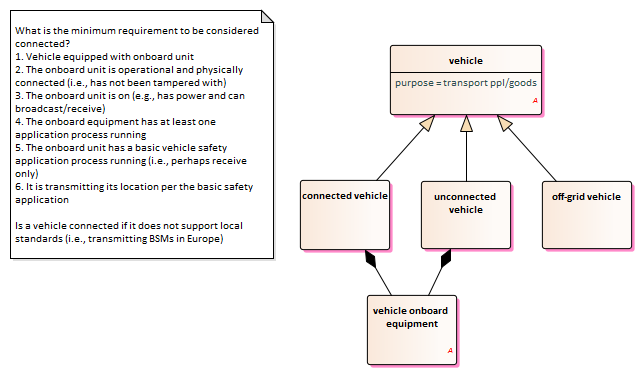 What is the minimum requirement to be considered
connected?
1. Vehicle equipped with onboard unit
2. The onboard unit is operational and physically
connected (i.e., has not been tampered with)
3. The onboard unit is on (e.g., has power and can
broadcast/receive)
4. The onboard equipment has at least one
application process running
5. The onboard unit has a basic vehicle safety
application process running (i.e., perhaps receive
only)
6. It is transmitting its location per the basic safety
application
Is a vehicle connected if it does not support local
standards (i.e., transmitting BSMs in Europe)
vehicle
purpose = transport ppl/goods
A
connected vehicle
unconnected
vehicle
off-grid vehicle
vehicle onboard
equipment
A